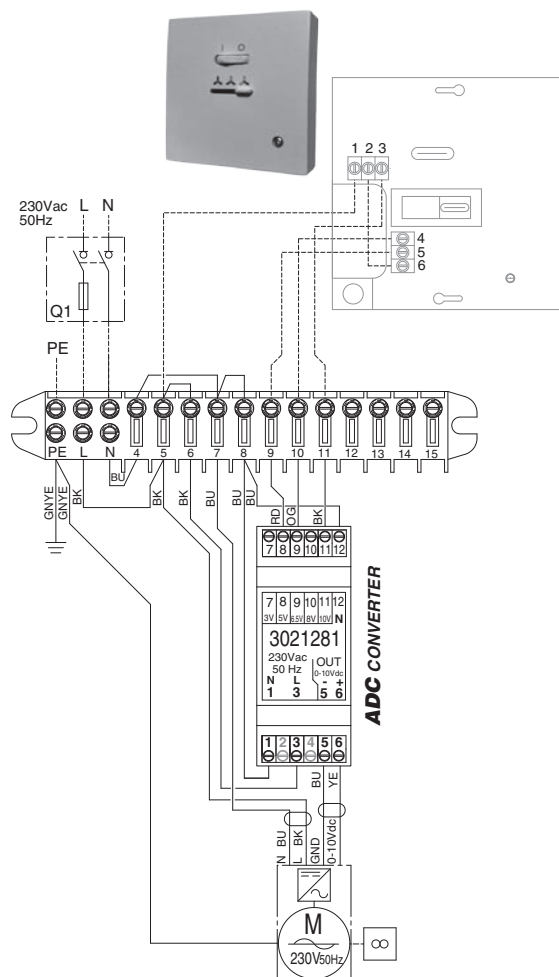 I O
1 2 3
4
5
6
230Vac L N
50Hz
Q1
PE
PE L N 4 5 6 7 8 9 10 11 12 13 14 15
GNYE
GNYE
BK
BU
BK
BK
BU
BU
BU
RD
OG
BK
7 8 9 10 11 12
7 8 9 10 11 12
3V 5V 6.5V 8V 10V N
3021281
230Vac OUT
50 Hz 0-10Vdc
N L - +
1 3 5 6
1 2 3 4 5 6
ADC CONVERTER
BU
YE
N BU
L BK
GND
0-10Vdc
M
230V50Hz
8